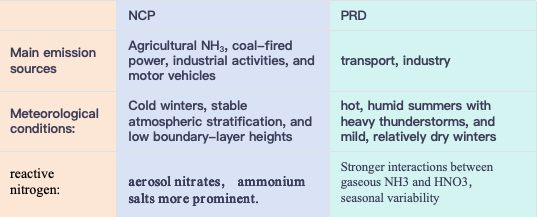 NCP
PRD
Main emission
sources
Agricultural NH₃, coal-fired
power, industrial activities, and
motor vehicles
transport, industry
Meteorological
conditions:
Cold winters, stable
atmospheric stratification, and
low boundary-layer heights
hot, humid summers with
heavy thunderstorms, and
mild, relatively dry winters
reactive
nitrogen:
aerosol nitrates, ammonium
salts more prominent.
Stronger interactions between
gaseous NH3 and HNO3,
seasonal variability